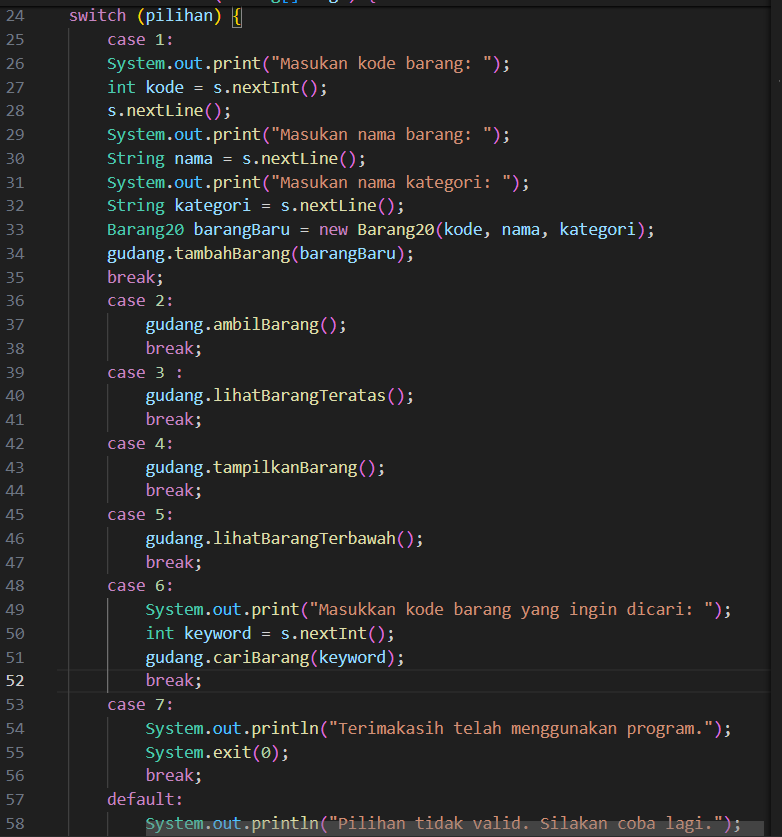 24 switch (pilihan) {
25 case 1:
26 System.out.print("Masukan kode barang: ");
27 int kode = s.nextInt();
28 s.nextLine();
29 System.out.print("Masukan nama barang: ");
30 String nama = s.nextLine();
31 System.out.print("Masukan nama kategori: ");
32 String kategori = s.nextLine();
33 Barang20 barangBaru = new Barang20(kode, nama, kategori);
34 gudang.tambahBarang(barangBaru);
35 break;
36 case 2:
37 gudang.ambilBarang();
38 break;
39 case 3 :
40 gudang.lihatBarangTeratas();
41 break;
42 case 4:
43 gudang.tampilkanBarang();
44 break;
45 case 5:
46 gudang.lihatBarangTerbawah();
47 break;
48 case 6:
49 System.out.print("Masukkan kode barang yang ingin dicari: ");
50 int keyword = s.nextInt();
51 gudang.cariBarang(keyword);
52 break;
53 case 7:
54 System.out.println("Terimakasih telah menggunakan program.");
55 System.exit(0);
56 break;
57 default:
58 System.out.println("Pilihan tidak valid. Silakan coba lagi.");